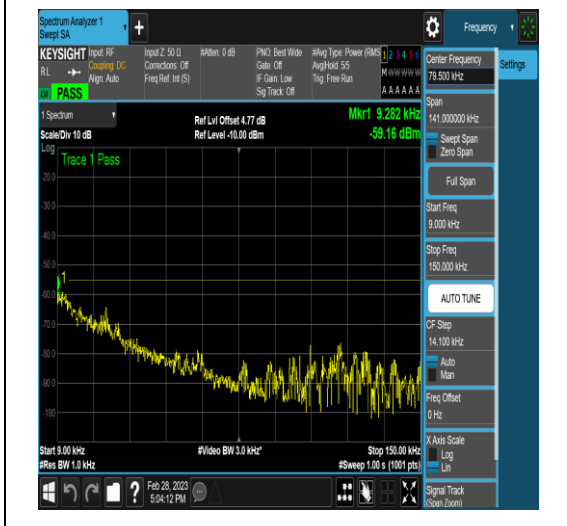 Spectrum Analyzer 1
Swept SA
Frequency
KEYSIGHT
RL
PASS
Input: RF
Coupling: DC
Align: Auto
Input Z: 50 Ω
Corrections: Off
Freq Ref: Int (S)
#Atten: 0 dB
PNO: Best Wide
Gate: Off
IF Gain: Low
Sig Track: Off
#Avg Type: Power (RMS
Avg|Hold: 5/5
Trig: Free Run
1 2 3 4 5 6
M W W W W W
A A A A A A
Settings
1 Spectrum
Scale/Div 10 dB
Ref Lvl Offset 4.77 dB
Ref Level -10.00 dBm
Mkr1 9.282 kHz
-59.16 dBm
Log
Trace 1 Pass
-20.0
-30.0
-40.0
-50.0
-60.0
-70.0
-80.0
-90.0
-100
1
Start 9.00 kHz
#Res BW 1.0 kHz
#Video BW 3.0 kHz*
Stop 150.00 kHz
#Sweep 1.00 s (1001 pts)
Center Frequency
79.500 kHz
Span
141.000000 kHz
Swept Span
Zero Span
Full Span
Start Freq
9.000 kHz
Stop Freq
150.000 kHz
AUTO TUNE
CF Step
14.100 kHz
Auto
Man
Freq Offset
0 Hz
X Axis Scale
Log
Lin
Signal Track
(Span Zoom)
?
Feb 28, 2023
5:04:12 PM